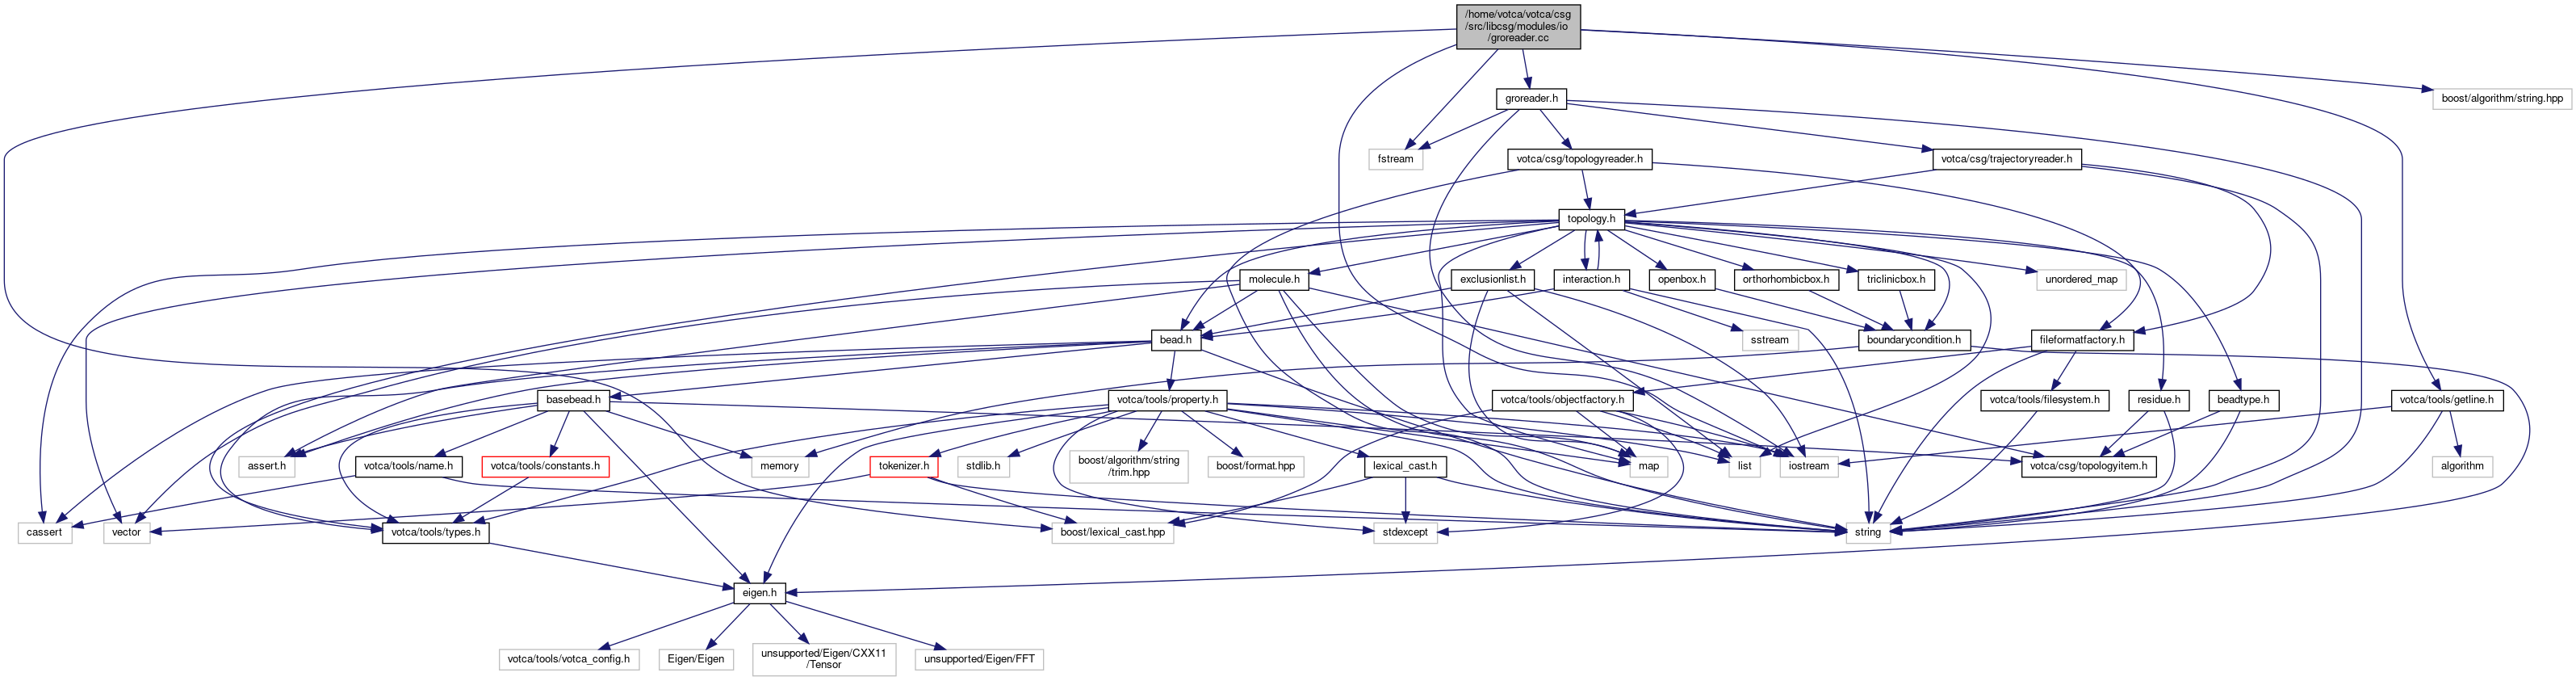 /home/votca/votca/csg
/src/libcsg/modules/io
/groreader.cc
groreader.h
boost/algorithm/string.hpp
fstream
votca/csg/topologyreader.h
votca/csg/trajectoryreader.h
topology.h
molecule.h
exclusionlist.h
interaction.h
openbox.h
orthorhombicbox.h
triclinicbox.h
unordered_map
bead.h
sstream
boundarycondition.h
fileformatfactory.h
basebead.h
votca/tools/property.h
votca/tools/objectfactory.h
votca/tools/filesystem.h
residue.h
beadtype.h
votca/tools/getline.h
assert.h
votca/tools/name.h
votca/tools/constants.h
memory
tokenizer.h
stdlib.h
boost/algorithm/string
/trim.hpp
boost/format.hpp
lexical_cast.h
map
list
iostream
votca/csg/topologyitem.h
algorithm
cassert
vector
votca/tools/types.h
boost/lexical_cast.hpp
stdexcept
string
eigen.h
votca/tools/votca_config.h
Eigen/Eigen
unsupported/Eigen/CXX11
/Tensor
unsupported/Eigen/FFT